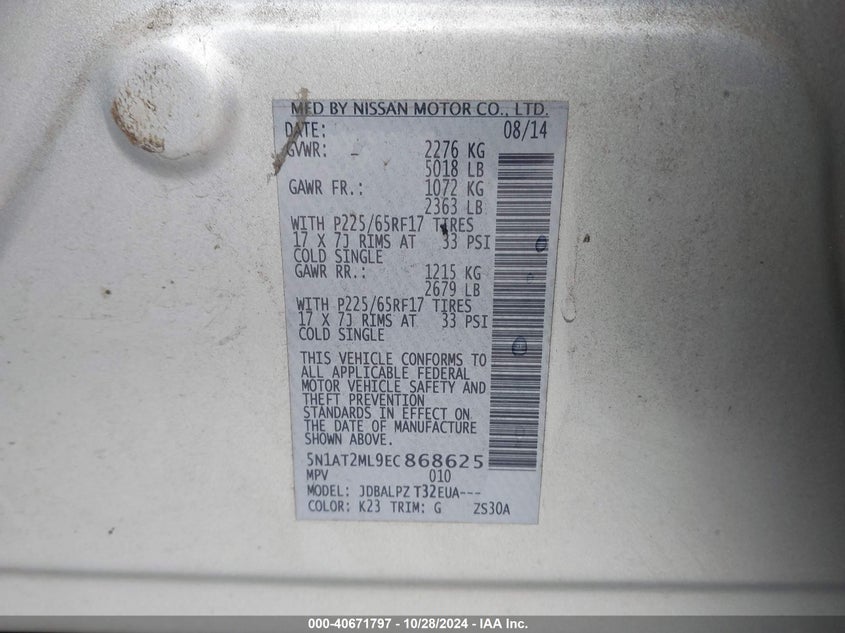 MFD BY NISSAN MOTOR CO., LTD.
DATE: 08/14
GVWR: 2276 KG
5018 LB
GAWR FR.: 1072 KG
2363 LB
WITH P225/65RF17 TIRES
17 X 7J RIMS AT 33 PSI
COLD SINGLE
GAWR RR.: 1215 KG
2679 LB
WITH P225/65RF17 TIRES
17 X 7J RIMS AT 33 PSI
COLD SINGLE
THIS VEHICLE CONFORMS TO
ALL APPLICABLE FEDERAL
MOTOR VEHICLE SAFETY AND
THEFT PREVENTION
STANDARDS IN EFFECT ON
THE DATE OF MANUFACTURE
SHOWN ABOVE.
5N1AT2ML9EC868625
MPV 010
MODEL: JDBALPZ T32EUA---
COLOR: K23 TRIM: G ZS30A
000-40671797 - 10/28/2024 - IAA Inc.